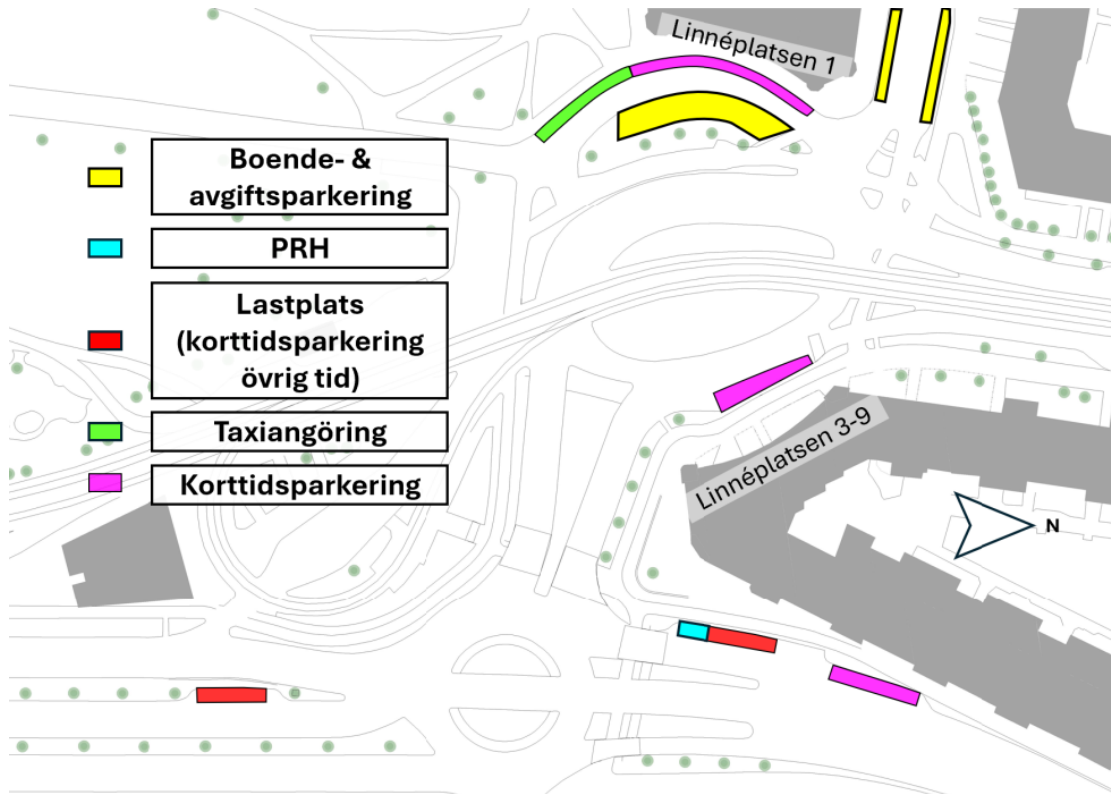 Linnéplatsen 1
Boende- &
avgiftsparkering
PRH
Lastplats
(korttidsparkering
övrig tid)
Taxiangöring
Korttidsparkering
Linnéplatsen 3-9
N